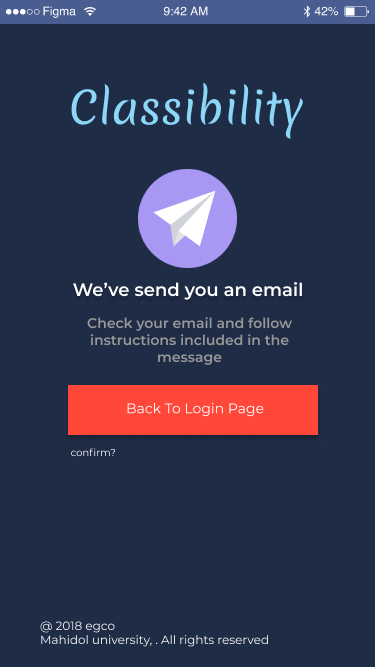 Figma 9:42 AM 42%
Classibility
We’ve send you an email
Check your email and follow
instructions included in the
message
Back To Login Page
confirm?
@ 2018 egco
Mahidol university, . All rights reserved